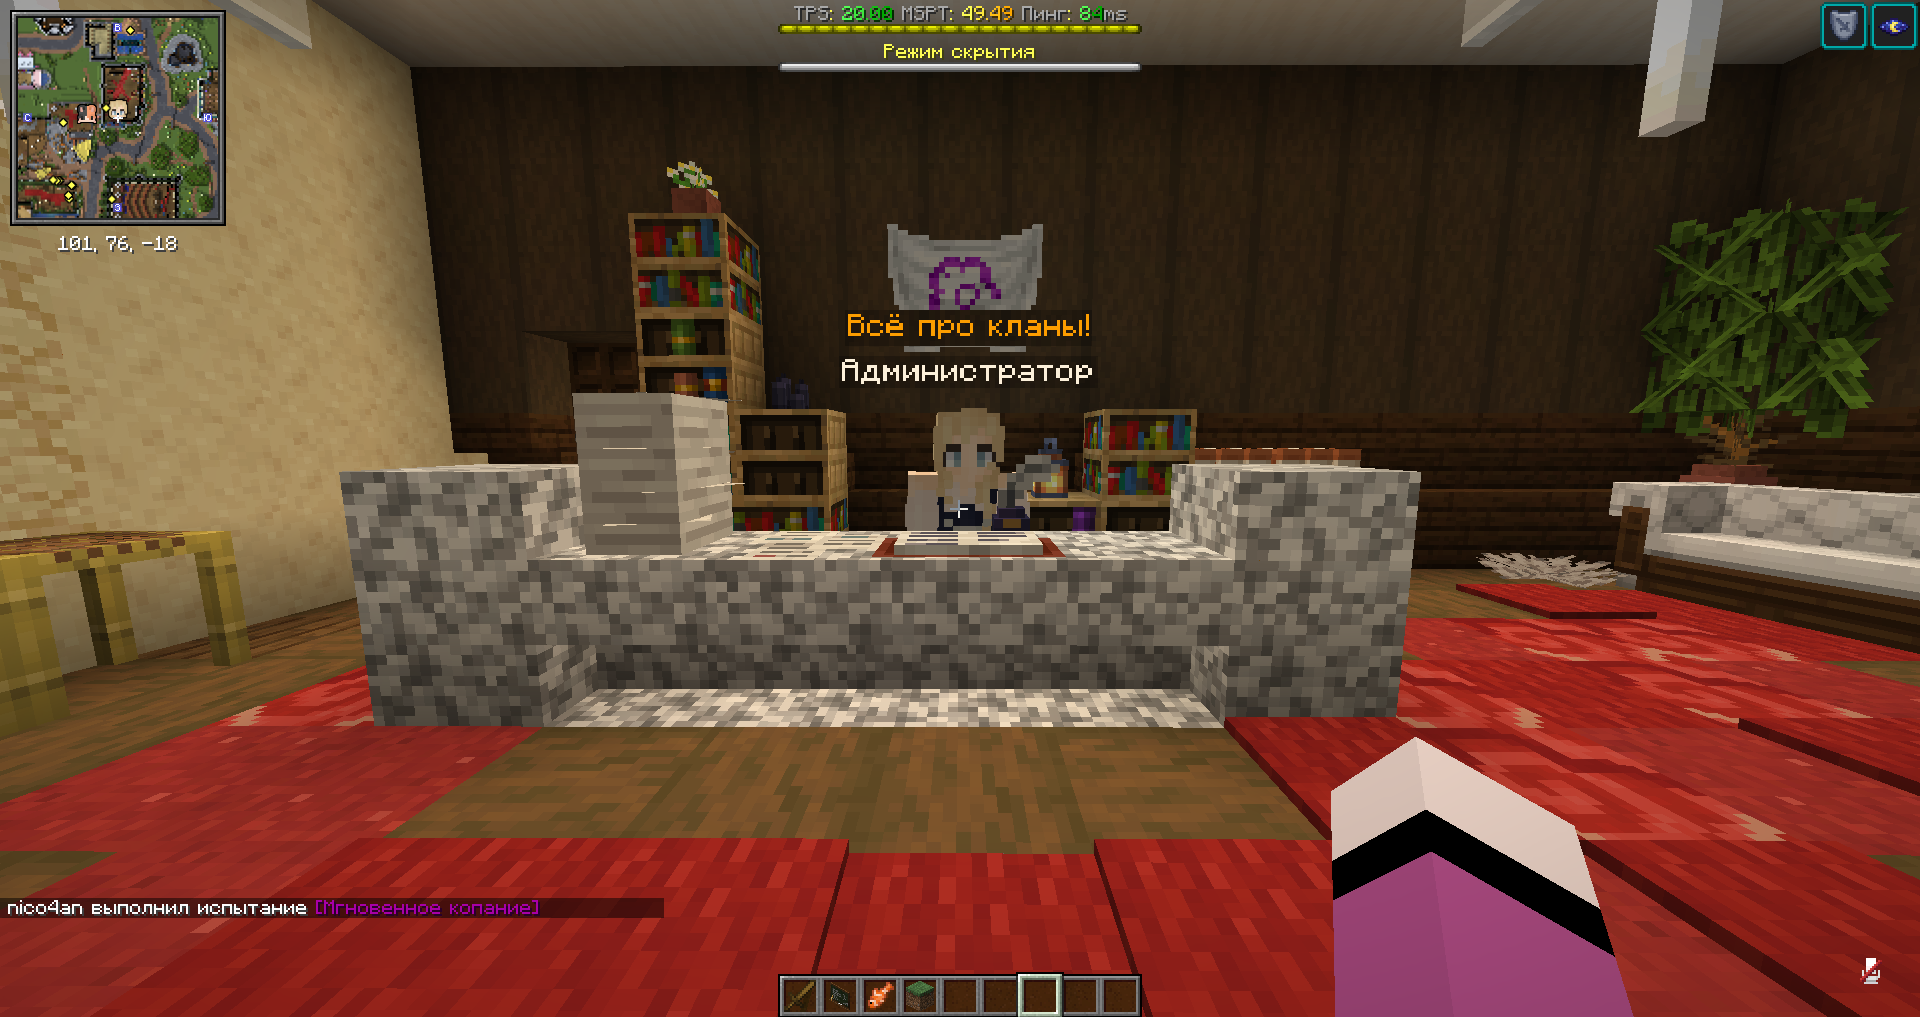 TPS: 20.00 MSPT: 49.49 Пинг: 84ms
Режим скрытия
В
С
Ю
З
101, 76, -18
Всё про кланы!
Администратор
nico4an выполнил испытание [Мгновенное копание]